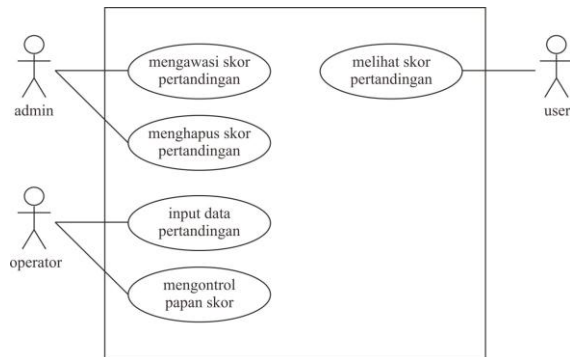 mengawasi skor
pertandingan
melihat skor
pertandingan
admin
user
menghapus skor
pertandingan
input data
pertandingan
operator
mengontrol
papan skor